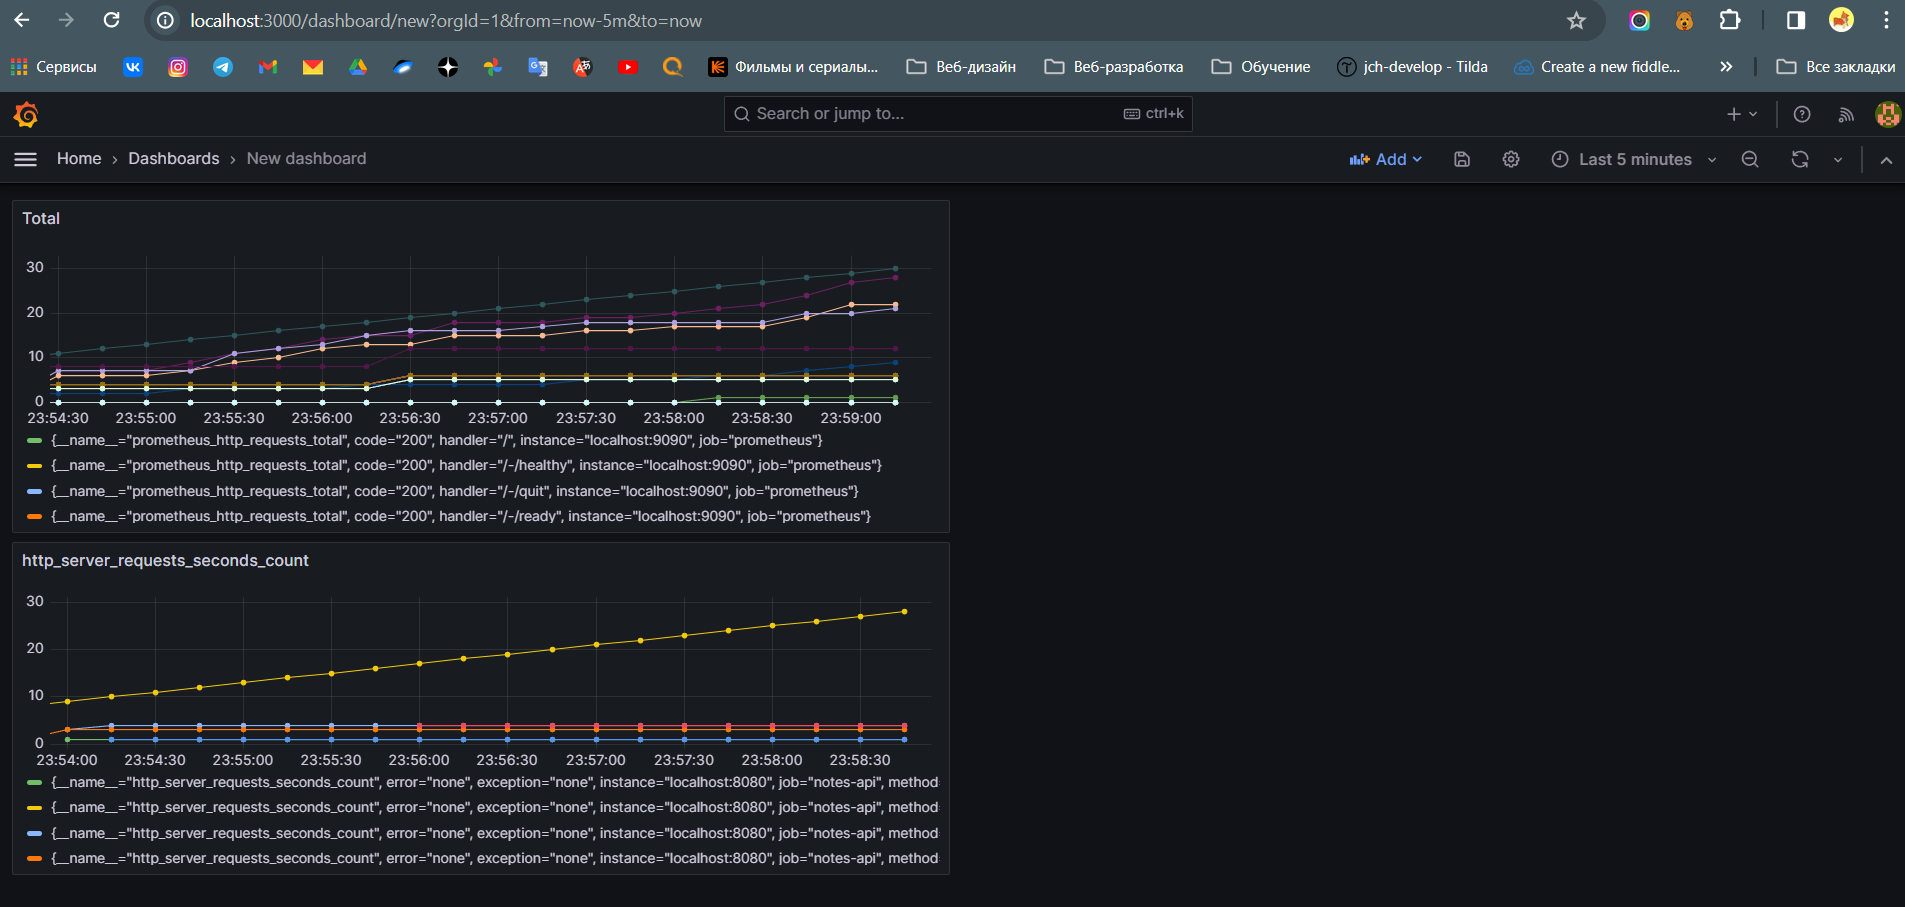 localhost:3000/dashboard/new?orgId=1&from=now-5m&to=now
Сервисы
Фильмы и сериалы...
Веб-дизайн
Веб-разработка
Обучение
jch-develop - Tilda
Create a new fiddle...
»
Все закладки
Search or jump to...
ctrl+k
Home › Dashboards › New dashboard
Add
Last 5 minutes
Total
30
20
10
0
23:54:30 23:55:00 23:55:30 23:56:00 23:56:30 23:57:00 23:57:30 23:58:00 23:58:30 23:59:00
{__name__="prometheus_http_requests_total", code="200", handler="/", instance="localhost:9090", job="prometheus"}
{__name__="prometheus_http_requests_total", code="200", handler="/-/healthy", instance="localhost:9090", job="prometheus"}
{__name__="prometheus_http_requests_total", code="200", handler="/-/quit", instance="localhost:9090", job="prometheus"}
{__name__="prometheus_http_requests_total", code="200", handler="/-/ready", instance="localhost:9090", job="prometheus"}
http_server_requests_seconds_count
30
20
10
0
23:54:00 23:54:30 23:55:00 23:55:30 23:56:00 23:56:30 23:57:00 23:57:30 23:58:00 23:58:30
{__name__="http_server_requests_seconds_count", error="none", exception="none", instance="localhost:8080", job="notes-api", method=
{__name__="http_server_requests_seconds_count", error="none", exception="none", instance="localhost:8080", job="notes-api", method=
{__name__="http_server_requests_seconds_count", error="none", exception="none", instance="localhost:8080", job="notes-api", method=
{__name__="http_server_requests_seconds_count", error="none", exception="none", instance="localhost:8080", job="notes-api", method=